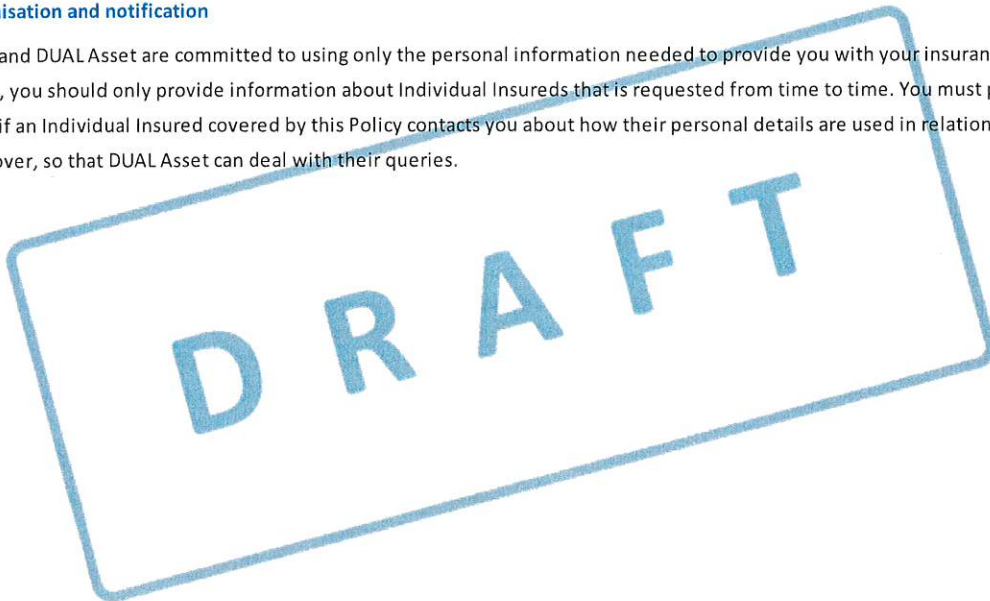 isation and notification
and DUAL Asset are committed to using only the personal information needed to provide you with your insuran
, you should only provide information about Individual Insureds that is requested from time to time. You must p
if an Individual Insured covered by this Policy contacts you about how their personal details are used in relation
over, so that DUAL Asset can deal with their queries.
DRAFT